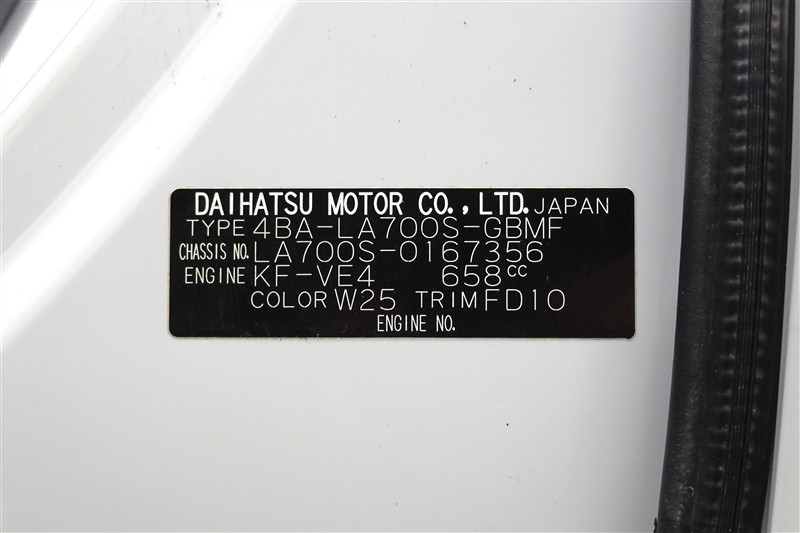 DAIHATSU MOTOR CO., LTD. JAPAN
TYPE 4BA-LA700S-GBMF
CHASSIS NO. LA700S-0167356
ENGINE KF-VE4 658cc
COLOR W25 TRIM FD10
ENGINE NO.